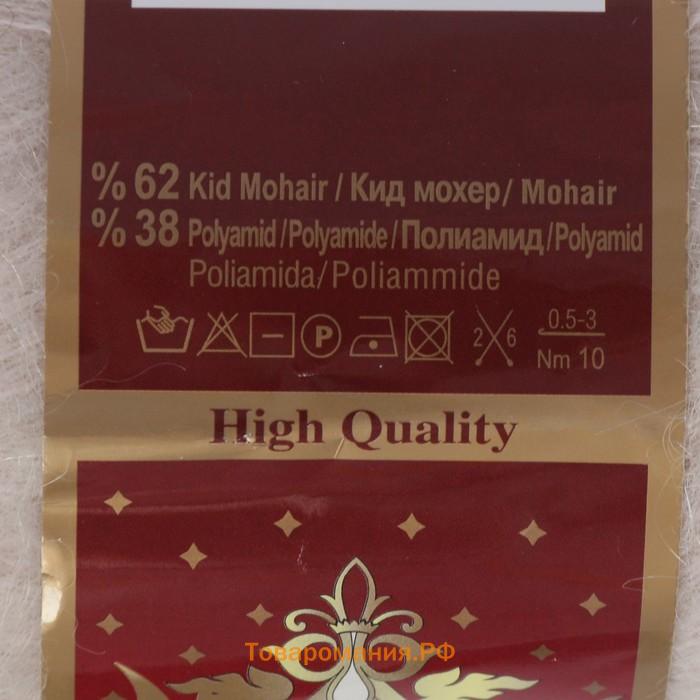 % 62 Kid Mohair / Кид мохер/ Mohair
% 38 Polyamid /Polyamide / Полиамид /Polyamid
Poliamida/ Poliammide
P 2 6 0.5-3
Nm 10
High Quality
Товаромания.РФ